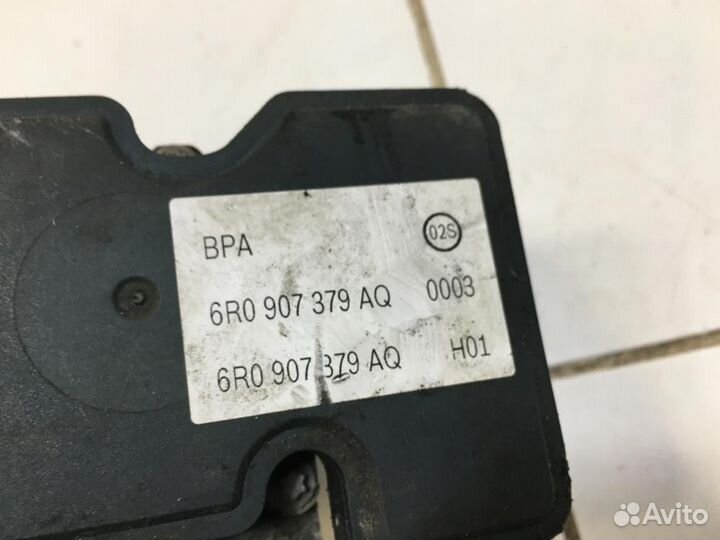 BPA 02S
6R0 907 379 AQ 0003
6R0 907 379 AQ H01
Avito